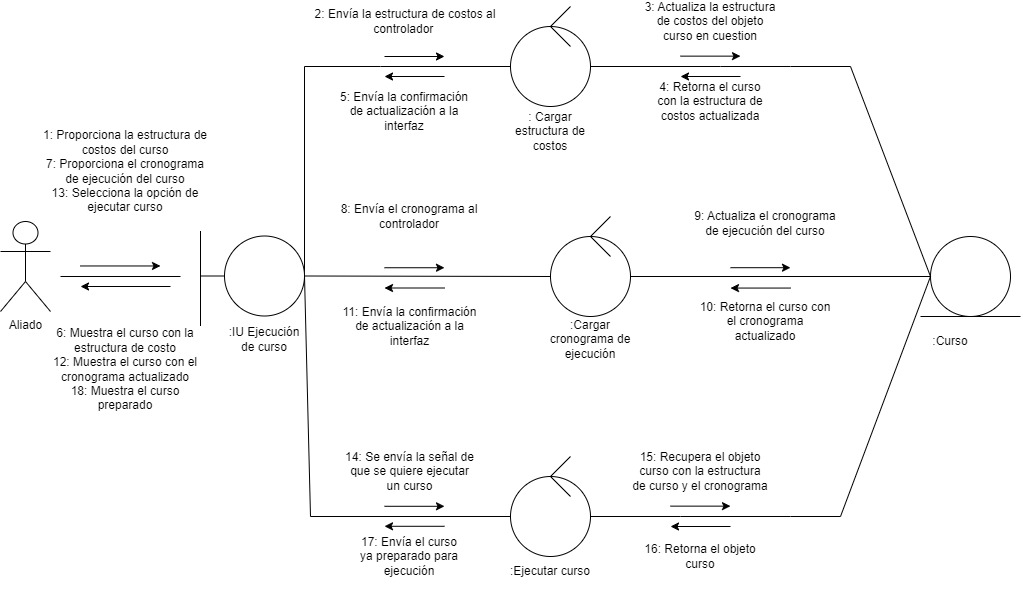 2: Envía la estructura de costos al
controlador
3: Actualiza la estructura
de costos del objeto
curso en cuestion
5: Envía la confirmación
de actualización a la
interfaz
: Cargar
estructura de
costos
4: Retorna el curso
con la estructura de
costos actualizada
1: Proporciona la estructura de
costos del curso
7: Proporciona el cronograma
de ejecución del curso
13: Selecciona la opción de
ejecutar curso
8: Envía el cronograma al
controlador
9: Actualiza el cronograma
de ejecución del curso
Aliado
6: Muestra el curso con la
estructura de costo
12: Muestra el curso con el
cronograma actualizado
18: Muestra el curso
preparado
:IU Ejecución
de curso
11: Envía la confirmación
de actualización a la
interfaz
:Cargar
cronograma de
ejecución
10: Retorna el curso con
el cronograma
actualizado
:Curso
14: Se envía la señal de
que se quiere ejecutar
un curso
15: Recupera el objeto
curso con la estructura
de curso y el cronograma
17: Envía el curso
ya preparado para
ejecución
:Ejecutar curso
16: Retorna el objeto
curso